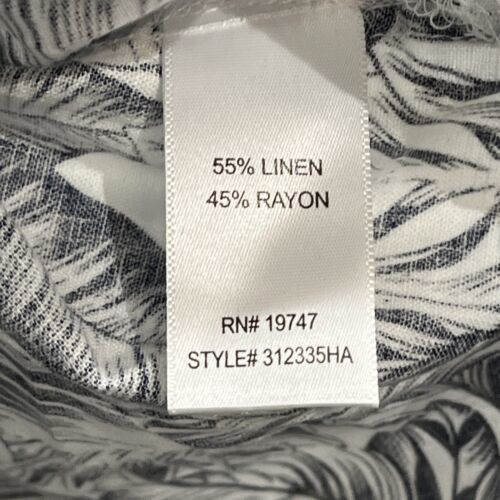 55% LINEN
45% RAYON
RN# 19747
STYLE# 312335HA